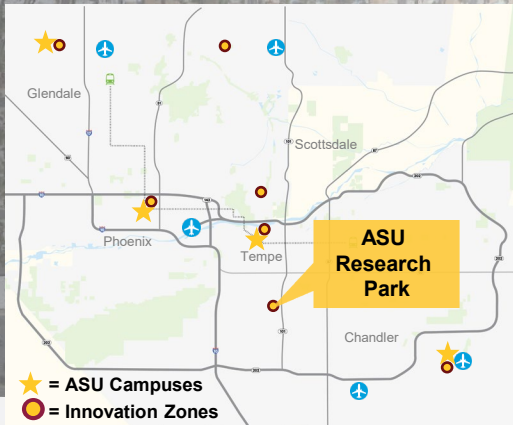 Glendale
Scottsdale
Phoenix
Tempe
ASU
Research
Park
Chandler
= ASU Campuses
= Innovation Zones